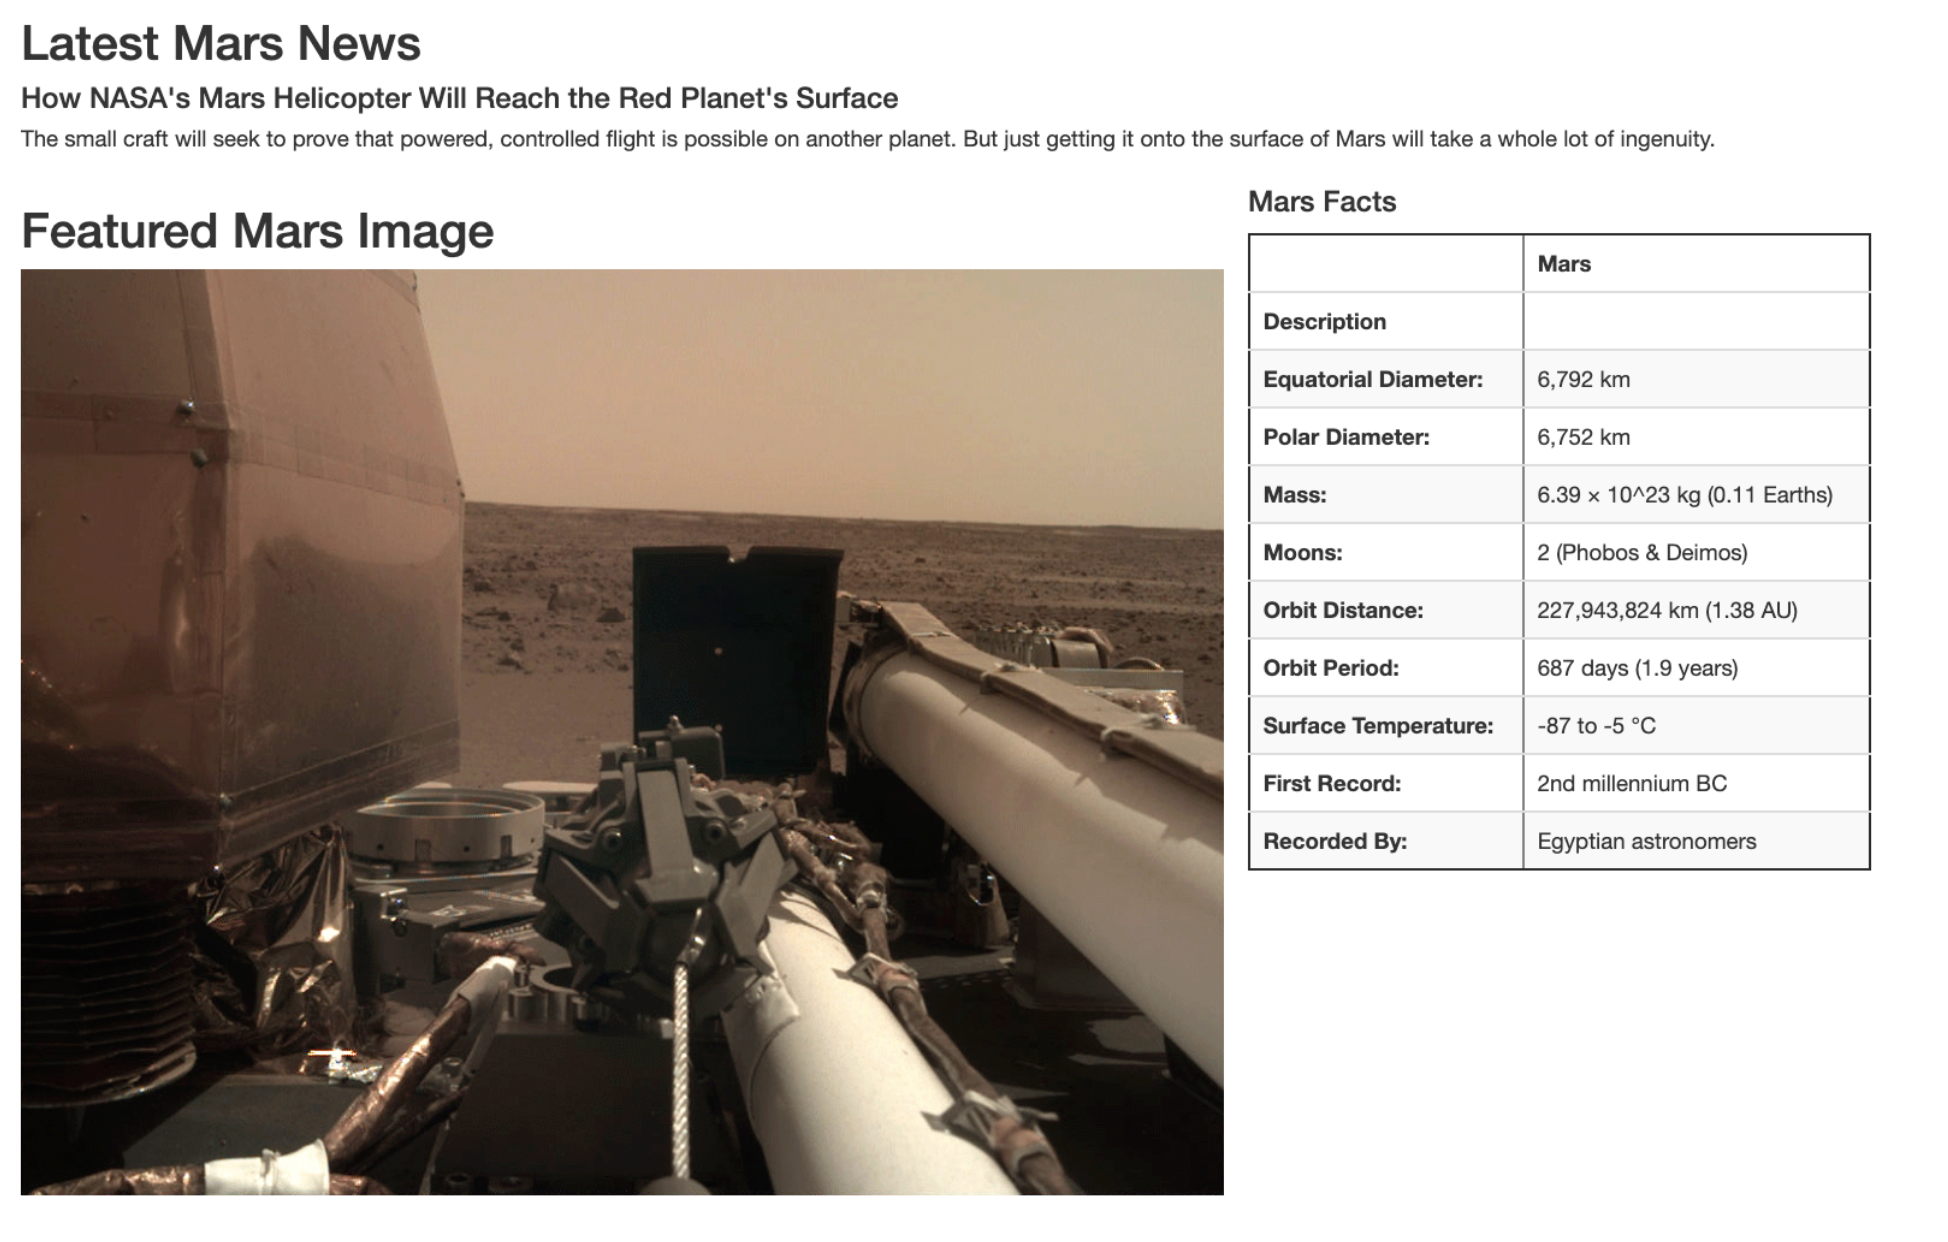 Latest Mars News
How NASA's Mars Helicopter Will Reach the Red Planet's Surface
The small craft will seek to prove that powered, controlled flight is possible on another planet. But just getting it onto the surface of Mars will take a whole lot of ingenuity.
Featured Mars Image
Mars Facts
Mars
Description
Equatorial Diameter: 6,792 km
Polar Diameter: 6,752 km
Mass: 6.39 × 10^23 kg (0.11 Earths)
Moons: 2 (Phobos & Deimos)
Orbit Distance: 227,943,824 km (1.38 AU)
Orbit Period: 687 days (1.9 years)
Surface Temperature: -87 to -5 °C
First Record: 2nd millennium BC
Recorded By: Egyptian astronomers